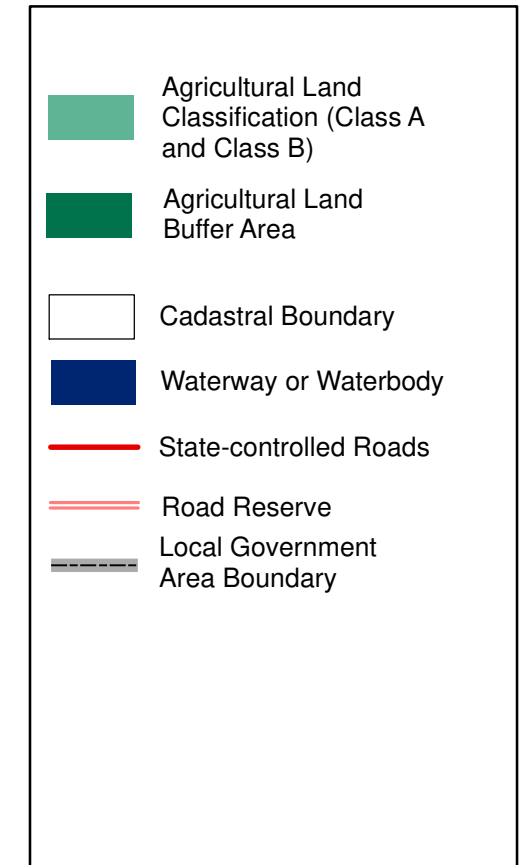 Agricultural Land
Classification (Class A
and Class B)
Agricultural Land
Buffer Area
Cadastral Boundary
Waterway or Waterbody
State-controlled Roads
Road Reserve
Local Government
Area Boundary